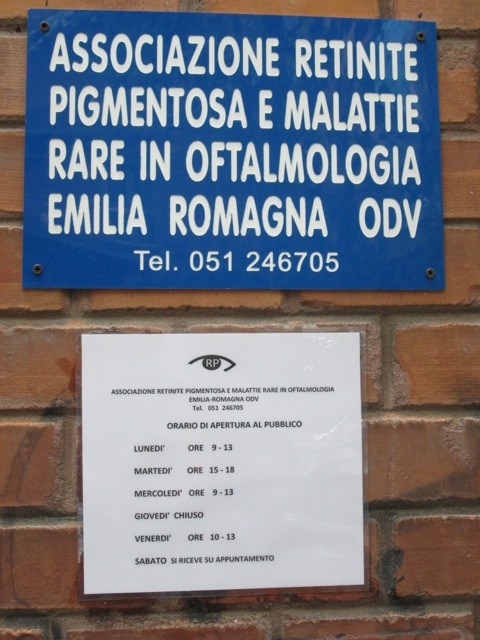 ASSOCIAZIONE RETINITE
PIGMENTOSA E MALATTIE
RARE IN OFTALMOLOGIA
EMILIA ROMAGNA ODV
Tel. 051 246705
RP
ASSOCIAZIONE RETINITE PIGMENTOSA E MALATTIE RARE IN OFTALMOLOGIA
EMILIA-ROMAGNA ODV
Tel. 051 246705
ORARIO DI APERTURA AL PUBBLICO
LUNEDI' ORE 9 - 13
MARTEDI' ORE 15 - 18
MERCOLEDI' ORE 9 - 13
GIOVEDI' CHIUSO
VENERDI' ORE 10 - 13
SABATO SI RICEVE SU APPUNTAMENTO